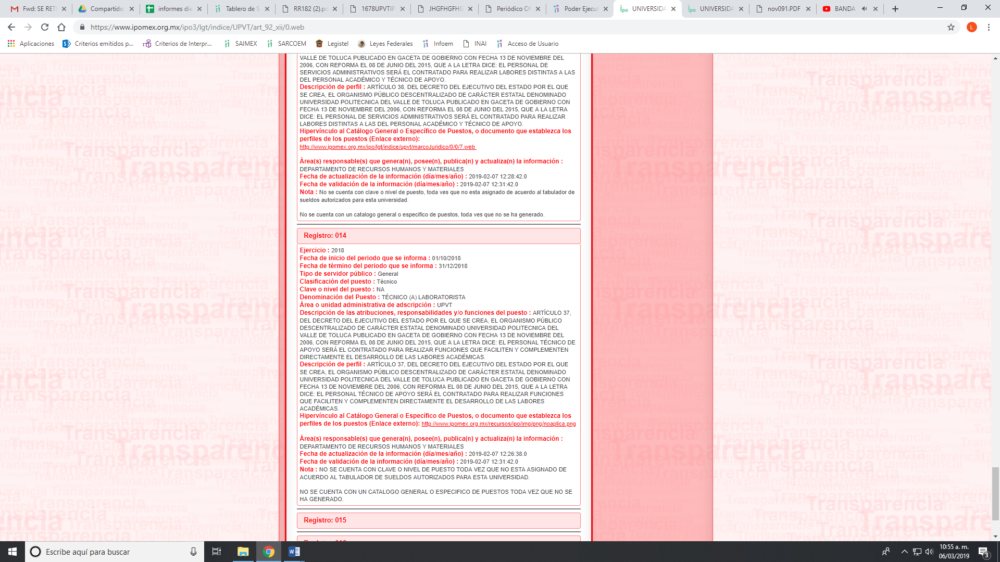 Fwd: SE RETI
Compartido
informes dia
Tablero de S
RR182 (2).pd
1678UPVTIP
JHGFHGFHG
Periódico Of
Poder Ejecut
UNIVERSIDA
UNIVERSIDA
nov091.PDF
BANDA
https://www.ipomex.org.mx/ipo3/lgt/indice/UPVT/art_92_xii/0.web
L
Aplicaciones
Criterios emitidos p...
Criterios de Interpr...
SAIMEX
SARCOEM
Legistel
Leyes Federales
Infoem
INAI
Acceso de Usuario
VALLE DE TOLUCA PUBLICADO EN GACETA DE GOBIERNO CON FECHA 13 DE NOVIEMBRE DEL
2006, CON REFORMA EL 08 DE JUNIO DEL 2015, QUE A LA LETRA DICE: EL PERSONAL DE
SERVICIOS ADMINISTRATIVOS SERÁ EL CONTRATADO PARA REALIZAR LABORES DISTINTAS A LAS
DEL PERSONAL ACADÉMICO Y TÉCNICO DE APOYO.
Descripción de perfil : ARTÍCULO 38, DEL DECRETO DEL EJECUTIVO DEL ESTADO POR EL QUE
SE CREA, EL ORGANISMO PÚBLICO DESCENTRALIZADO DE CARÁCTER ESTATAL DENOMINADO
UNIVERSIDAD POLITECNICA DEL VALLE DE TOLUCA PUBLICADO EN GACETA DE GOBIERNO CON
FECHA 13 DE NOVIEMBRE DEL 2006, CON REFORMA EL 08 DE JUNIO DEL 2015, QUE A LA LETRA
DICE: EL PERSONAL DE SERVICIOS ADMINISTRATIVOS SERÁ EL CONTRATADO PARA REALIZAR
LABORES DISTINTAS A LAS DEL PERSONAL ACADÉMICO Y TÉCNICO DE APOYO.
Hipervínculo al Catálogo General o Específico de Puestos, o documento que establezca los
perfiles de los puestos (Enlace externo):
http://www.ipomex.org.mx/ipo/lgt/indice/upvt/marcoJuridico/0/0/7.web
Área(s) responsable(s) que genera(n), posee(n), publica(n) y actualiza(n) la información :
DEPARTAMENTO DE RECURSOS HUMANOS Y MATERIALES
Fecha de actualización de la información (día/mes/año) : 2019-02-07 12:28:42.0
Fecha de validación de la información (día/mes/año) : 2019-02-07 12:31:42.0
Nota : No se cuenta con clave o nivel de puesto, toda ves que no esta asignado de acuerdo al tabulador de
sueldos autorizados para esta universidad.
No se cuenta con un catalogo general o especifico de puestos, toda ves que no se ha generado.
Registro: 014
Ejercicio : 2018
Fecha de inicio del periodo que se informa : 01/10/2018
Fecha de término del periodo que se informa : 31/12/2018
Tipo de servidor público : General
Clasificación del puesto : Técnico
Clave o nivel del puesto : NA
Denominación del Puesto : TÉCNICO (A) LABORATORISTA
Área o unidad administrativa de adscripción : UPVT
Descripción de las atribuciones, responsabilidades y/o funciones del puesto : ARTÍCULO 37,
DEL DECRETO DEL EJECUTIVO DEL ESTADO POR EL QUE SE CREA, EL ORGANISMO PÚBLICO
DESCENTRALIZADO DE CARÁCTER ESTATAL DENOMINADO UNIVERSIDAD POLITECNICA DEL
VALLE DE TOLUCA PUBLICADO EN GACETA DE GOBIERNO CON FECHA 13 DE NOVIEMBRE DEL
2006, CON REFORMA EL 08 DE JUNIO DEL 2015, QUE A LA LETRA DICE: EL PERSONAL TÉCNICO DE
APOYO SERÁ EL CONTRATADO PARA REALIZAR FUNCIONES QUE FACILITEN Y COMPLEMENTEN
DIRECTAMENTE EL DESARROLLO DE LAS LABORES ACADÉMICAS.
Descripción de perfil : ARTÍCULO 37, DEL DECRETO DEL EJECUTIVO DEL ESTADO POR EL QUE
SE CREA, EL ORGANISMO PÚBLICO DESCENTRALIZADO DE CARÁCTER ESTATAL DENOMINADO
UNIVERSIDAD POLITECNICA DEL VALLE DE TOLUCA PUBLICADO EN GACETA DE GOBIERNO CON
FECHA 13 DE NOVIEMBRE DEL 2006, CON REFORMA EL 08 DE JUNIO DEL 2015, QUE A LA LETRA
DICE: EL PERSONAL TÉCNICO DE APOYO SERÁ EL CONTRATADO PARA REALIZAR FUNCIONES
QUE FACILITEN Y COMPLEMENTEN DIRECTAMENTE EL DESARROLLO DE LAS LABORES
ACADÉMICAS.
Hipervínculo al Catálogo General o Específico de Puestos, o documento que establezca los
perfiles de los puestos (Enlace externo): http://www.ipomex.org.mx/recursos/ipo/img/png/noaplica.png
Área(s) responsable(s) que genera(n), posee(n), publica(n) y actualiza(n) la información :
DEPARTAMENTO DE RECURSOS HUMANOS Y MATERIALES
Fecha de actualización de la información (día/mes/año) : 2019-02-07 12:26:38.0
Fecha de validación de la información (día/mes/año) : 2019-02-07 12:31:42.0
Nota : NO SE CUENTA CON CLAVE O NIVEL DE PUESTO TODA VEZ QUE NO ESTA ASIGNADO DE
ACUERDO AL TABULADOR DE SUELDOS AUTORIZADOS PARA ESTA UNIVERSIDAD.
NO SE CUENTA CON UN CATALOGO GENERAL O ESPECIFICO DE PUESTOS TODA VEZ QUE NO SE
HA GENERADO.
Registro: 015
Escribe aquí para buscar
10:55 a. m.
06/03/2019
3